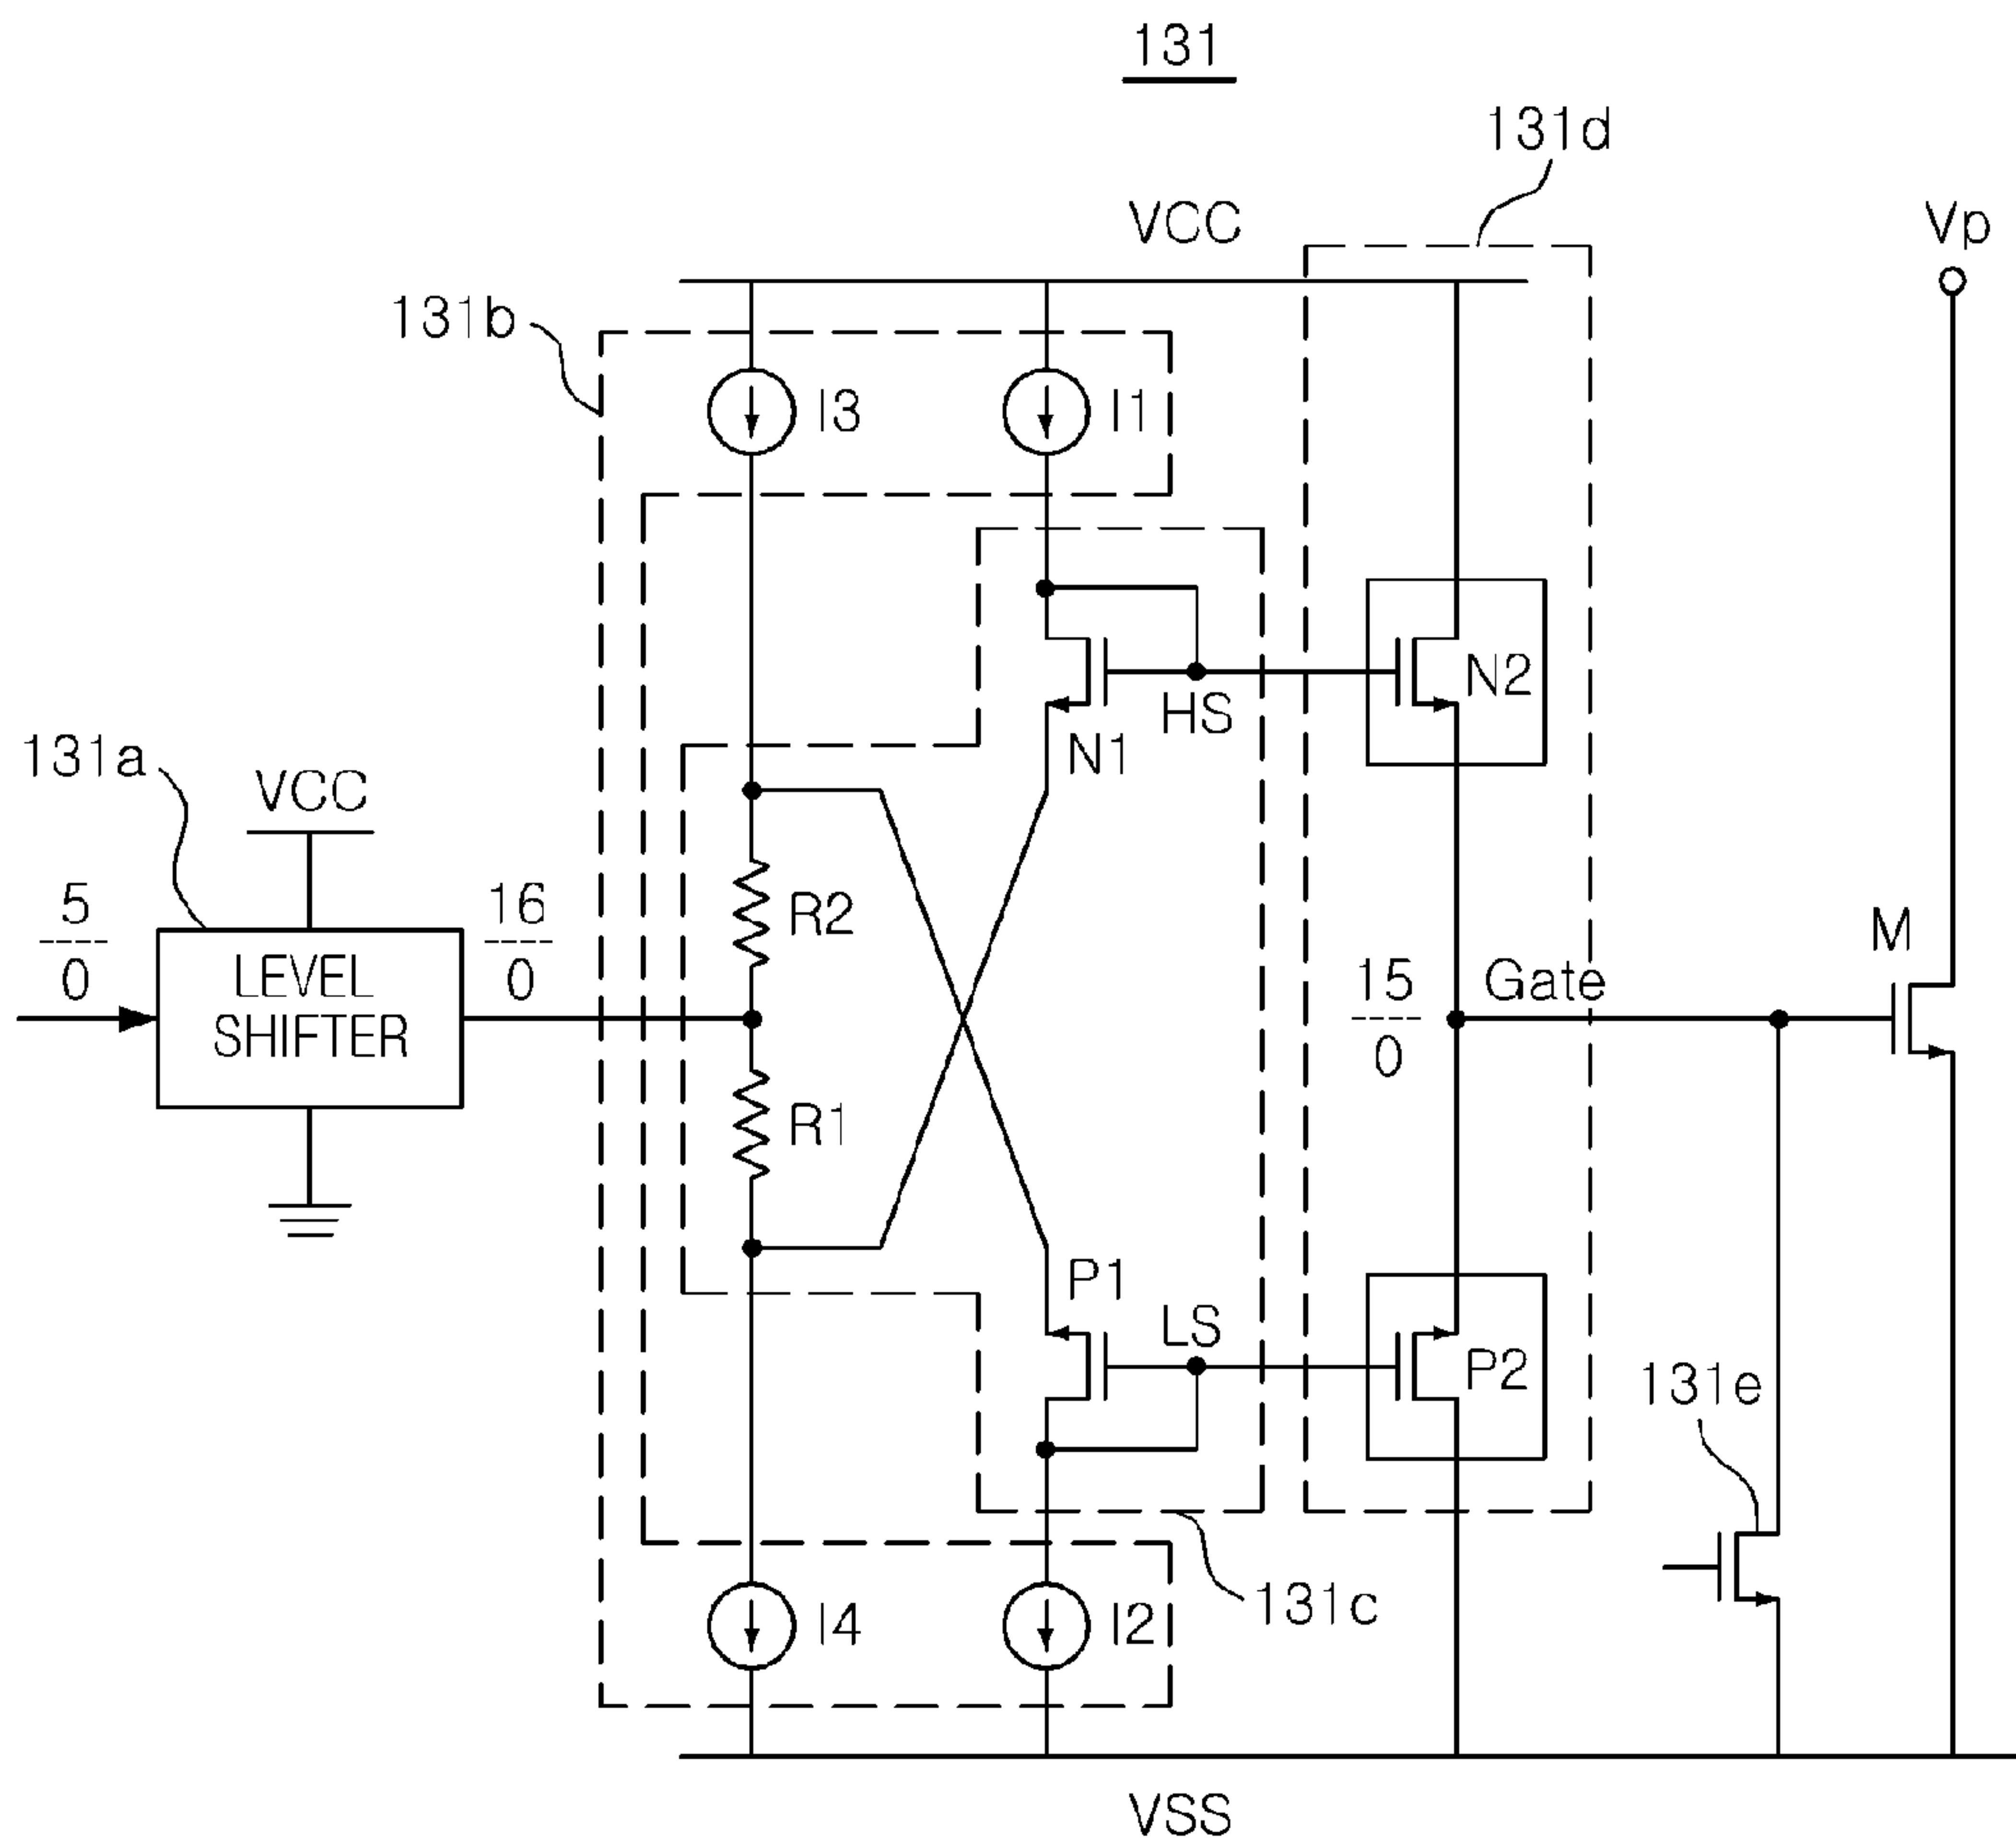 131
131d
VCC
Vp
131b
I3
I1
N2
HS
N1
131a
VCC
5
0
LEVEL
SHIFTER
16
0
R2
M
15
0
Gate
R1
P1
LS
P2
131e
131c
I4
I2
VSS